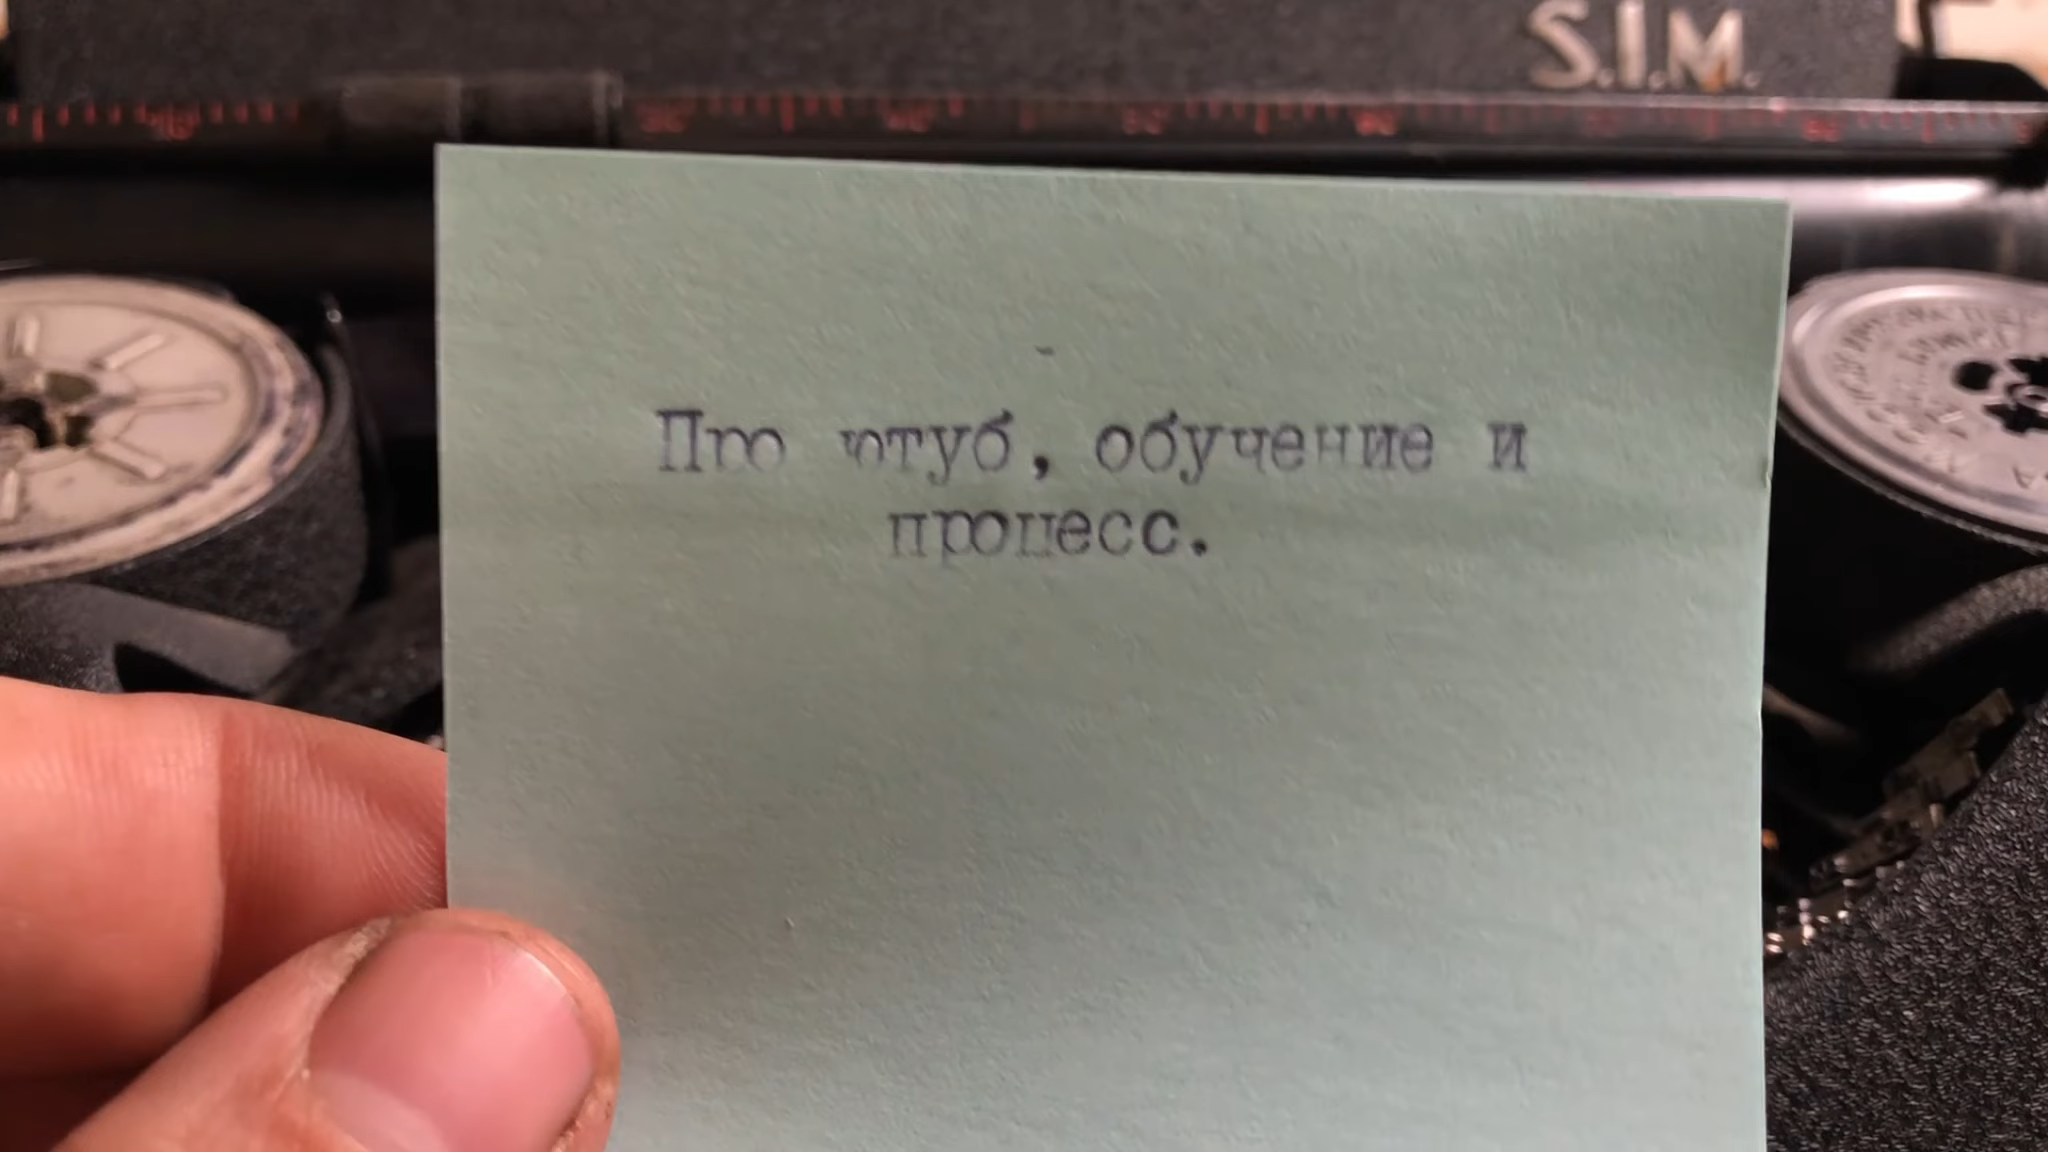 S.I.M.
Про ютуб, обучение и
процесс.